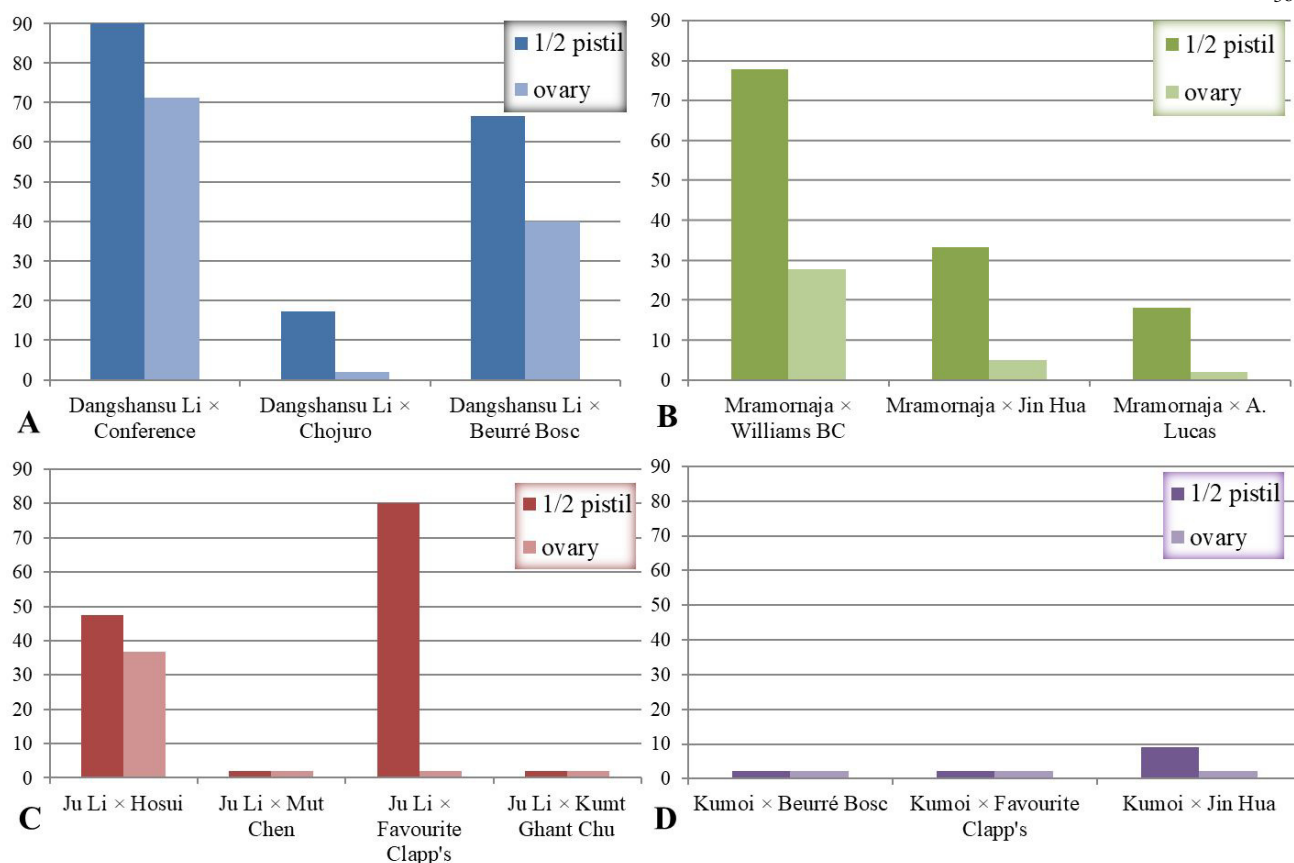 90
80
70
60
50
40
30
20
10
0
1/2 pistil
ovary
Dangshansu Li ×
Conference
Dangshansu Li ×
Chojuro
Dangshansu Li ×
Beurré Bosc
A
90
80
70
60
50
40
30
20
10
0
1/2 pistil
ovary
Mramornaja ×
Williams BC
Mramornaja × Jin Hua
Mramornaja × A.
Lucas
B
90
80
70
60
50
40
30
20
10
0
1/2 pistil
ovary
Ju Li × Hosui
Ju Li × Mut
Chen
Ju Li ×
Favourite
Clapp's
Ju Li × Kumt
Ghant Chu
C
90
80
70
60
50
40
30
20
10
0
1/2 pistil
ovary
Kumoi × Beurré Bosc
Kumoi × Favourite
Clapp's
Kumoi × Jin Hua
D